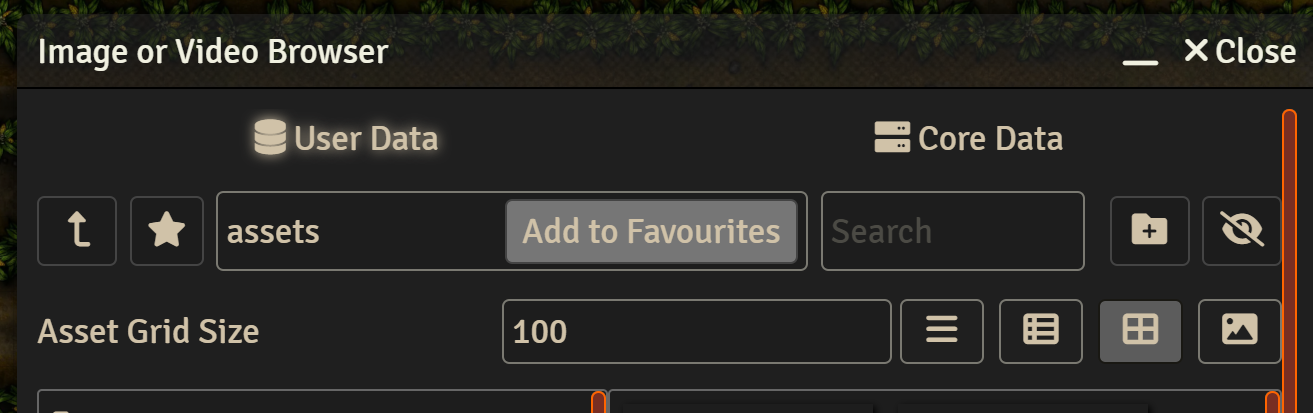 Image or Video Browser
Close
User Data
Core Data
assets
Add to Favourites
Search
Asset Grid Size
100